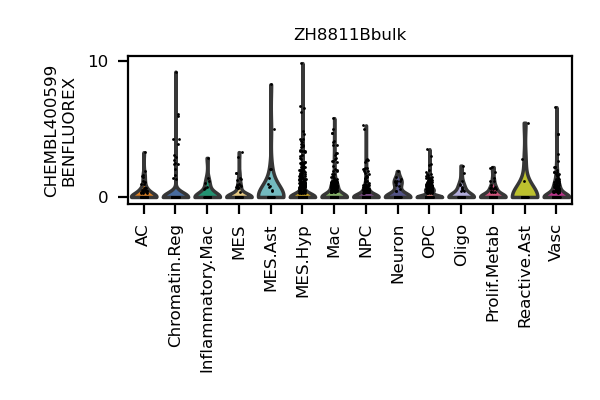 ZH8811Bbulk
CHEMBL400599
BENFLUOREX
10
0
AC
Chromatin.Reg
Inflammatory.Mac
MES
MES.Ast
MES.Hyp
Mac
NPC
Neuron
OPC
Oligo
Prolif.Metab
Reactive.Ast
Vasc